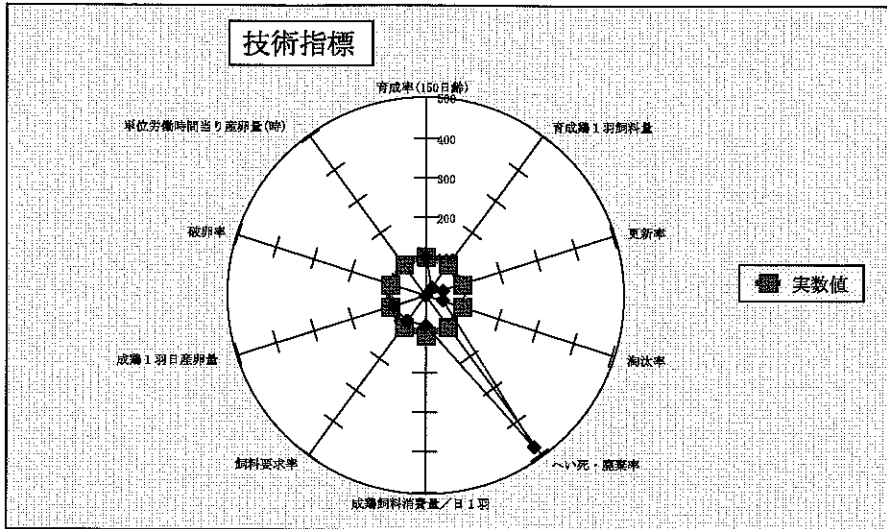 技術指標
育成率(150日齢)
500
単位労働時間当り産卵量(時)
育成鶏1羽飼料量
400
300
200
破卵率
更新率
実数値
成鶏1羽日産卵量
淘汰率
飼料要求率
へい死・廃棄率
成鶏飼料消費量/日1羽